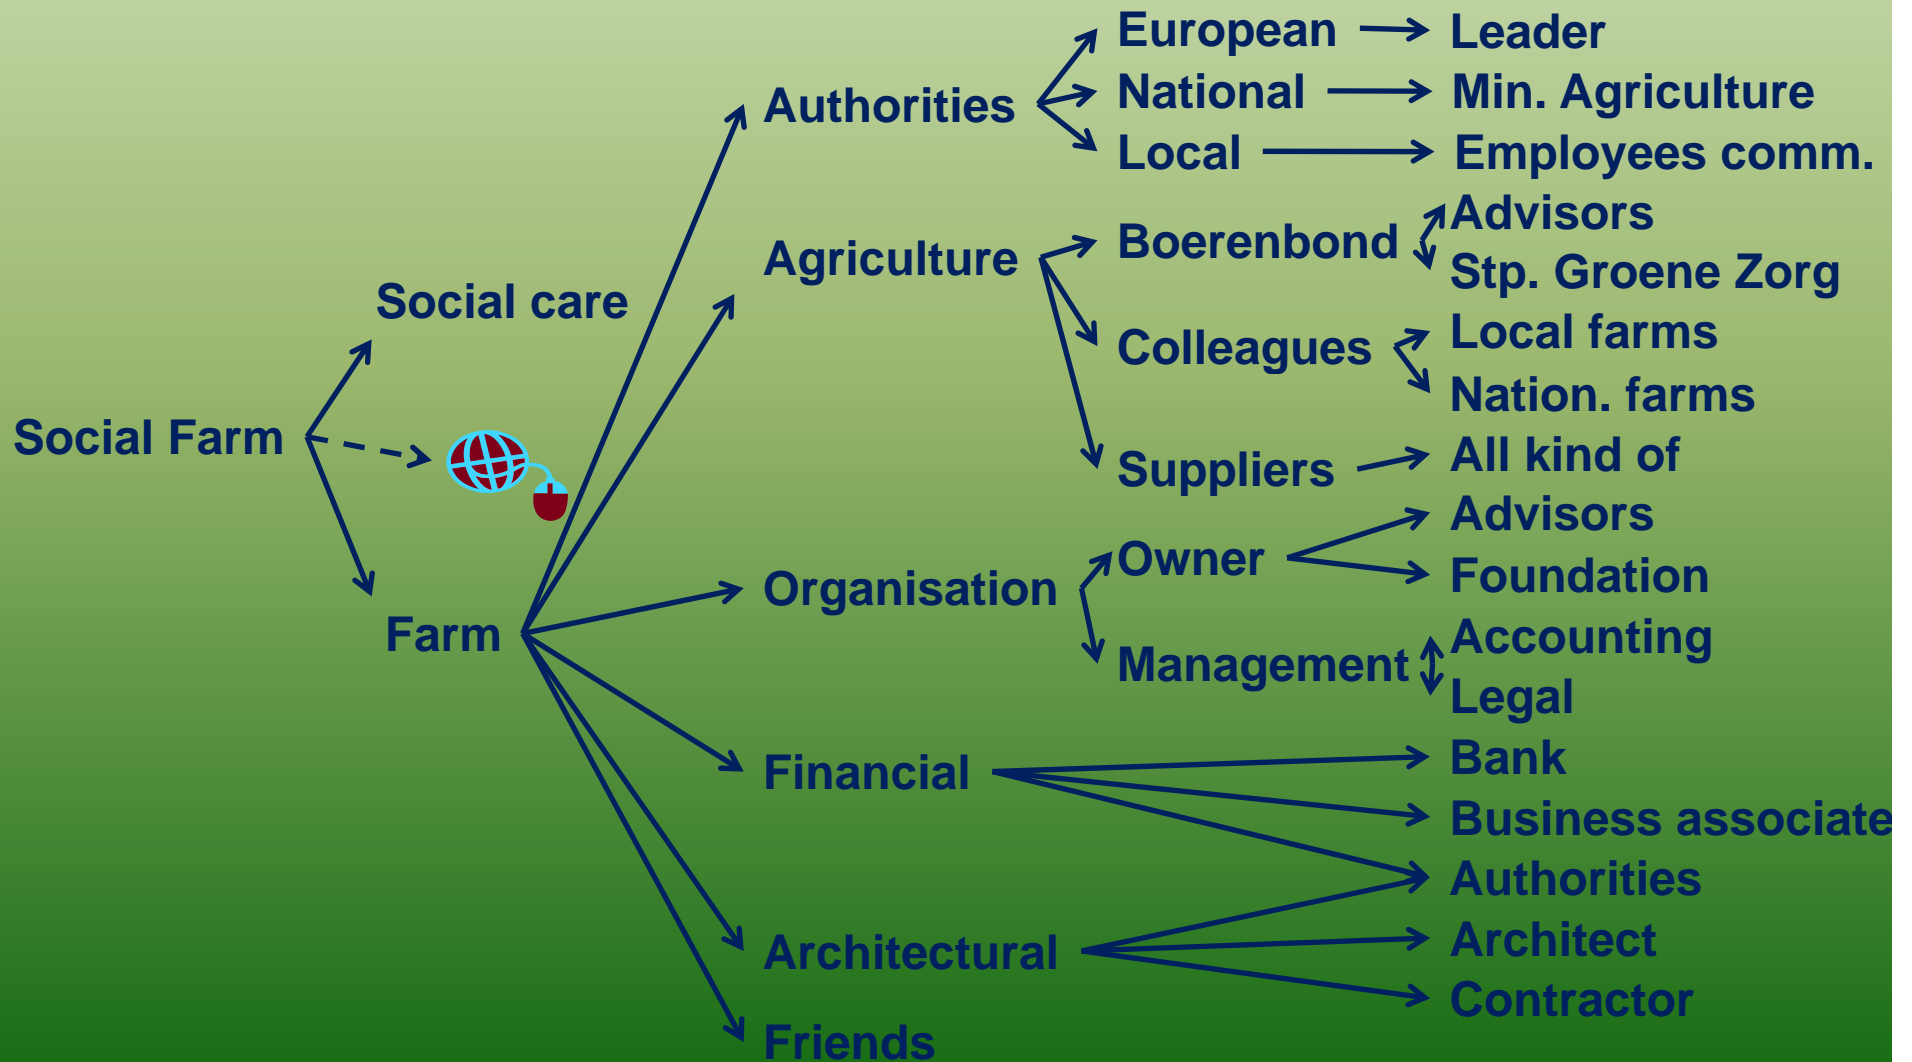 Social Farm
Social care
Farm
Authorities
Agriculture
Organisation
Financial
Architectural
Friends
European
National
Local
Boerenbond
Colleagues
Suppliers
Owner
Management
Leader
Min. Agriculture
Employees comm.
Advisors
Stp. Groene Zorg
Local farms
Nation. farms
All kind of
Advisors
Foundation
Accounting
Legal
Bank
Business associate
Authorities
Architect
Contractor